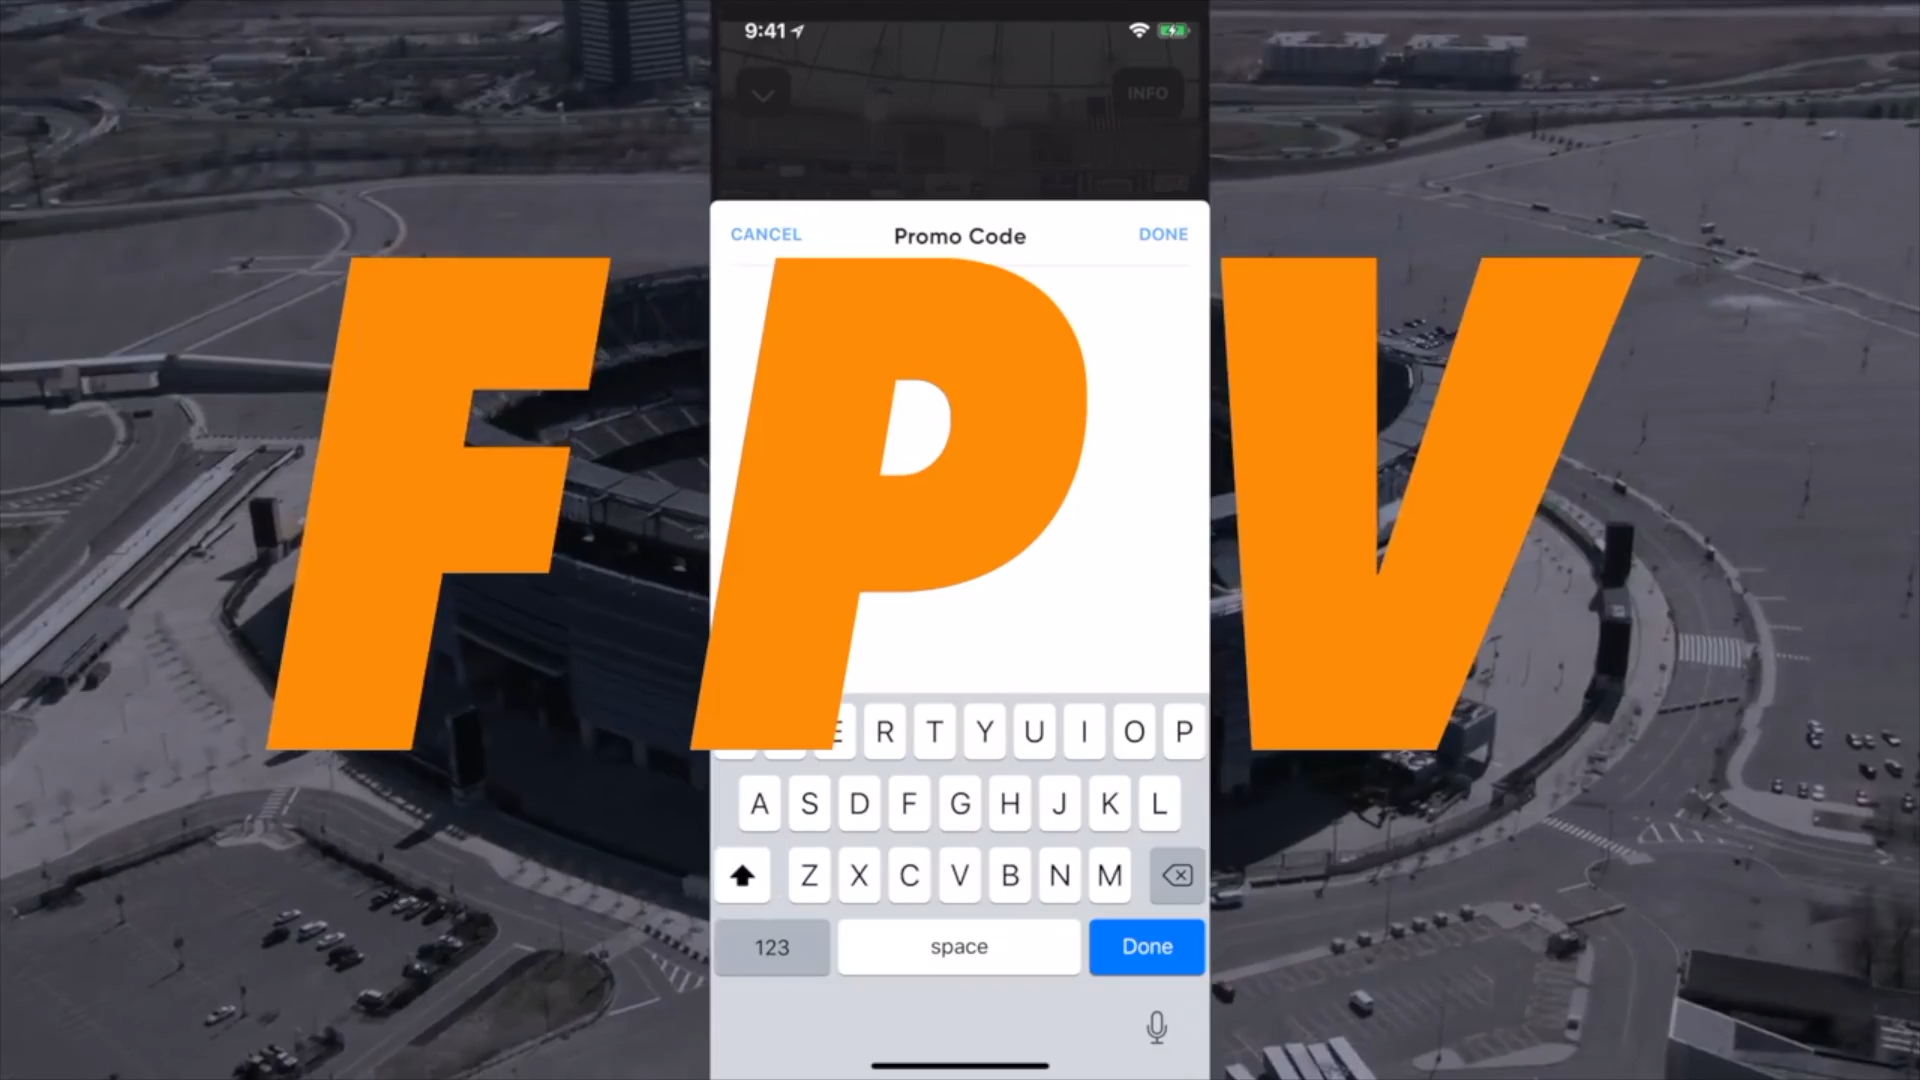 9:41
INFO
CANCEL Promo Code DONE
FPV
E R T Y U I O P
A S D F G H J K L
Z X C V B N M
123 space Done